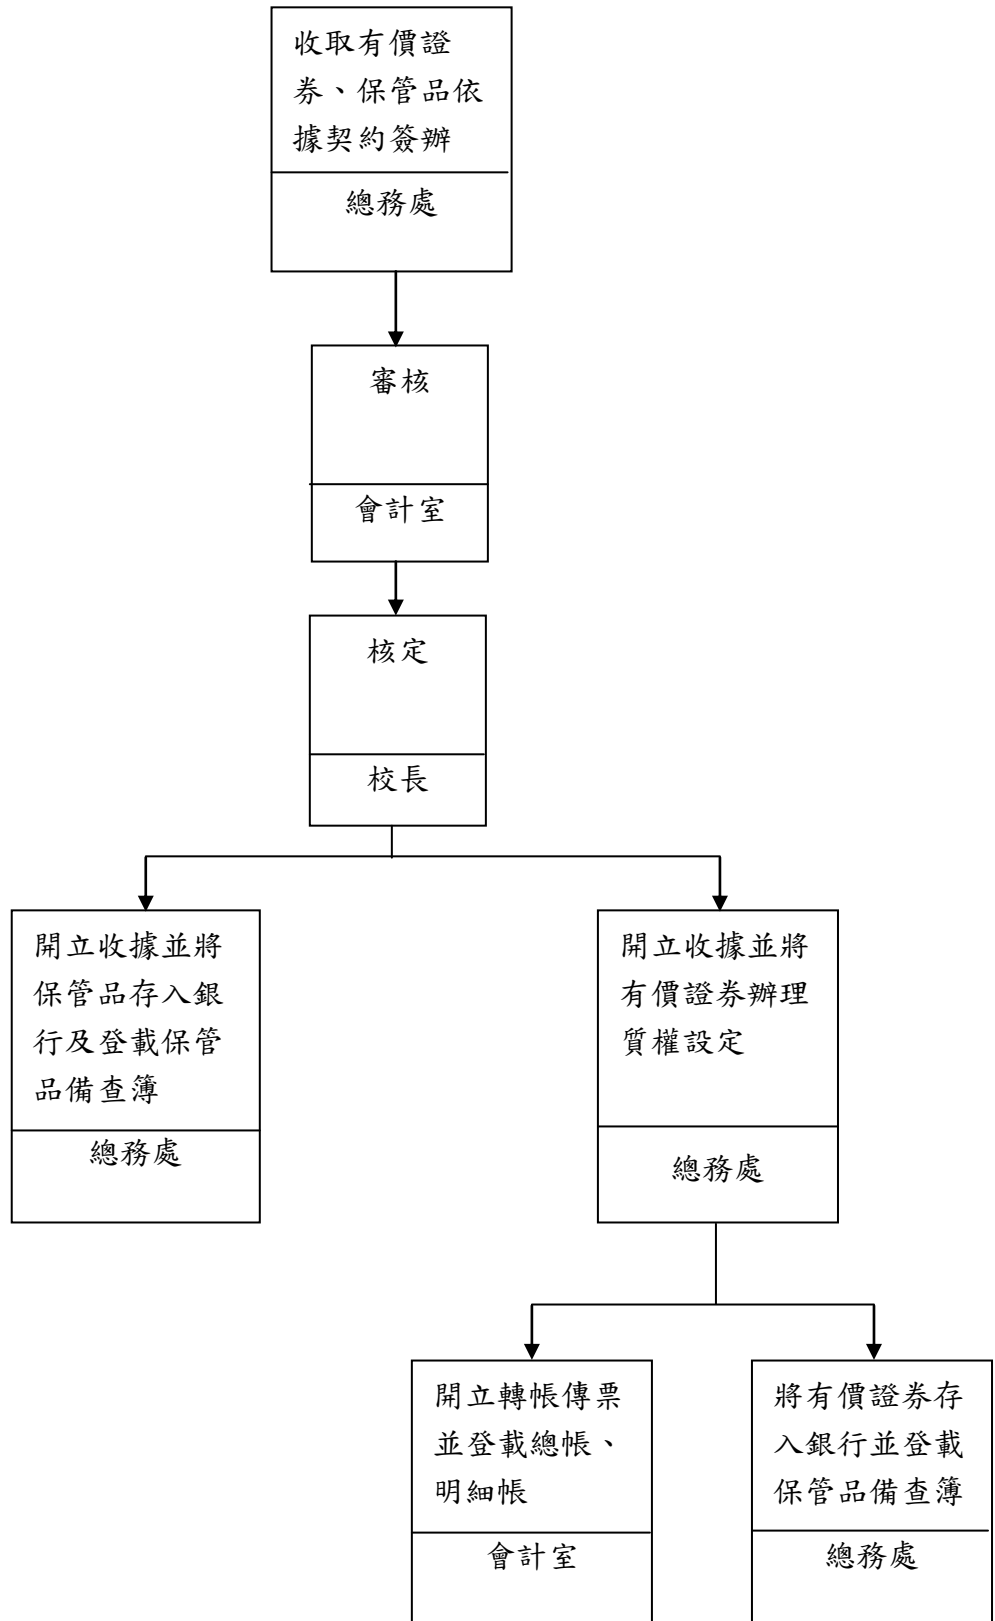 收取有價證
券、保管品依
據契約簽辦
總務處
審核
會計室
核定
校長
開立收據並將
保管品存入銀
行及登載保管
品備查簿
總務處
開立收據並將
有價證券辦理
質權設定
總務處
開立轉帳傳票
並登載總帳、
明細帳
會計室
將有價證券存
入銀行並登載
保管品備查簿
總務處